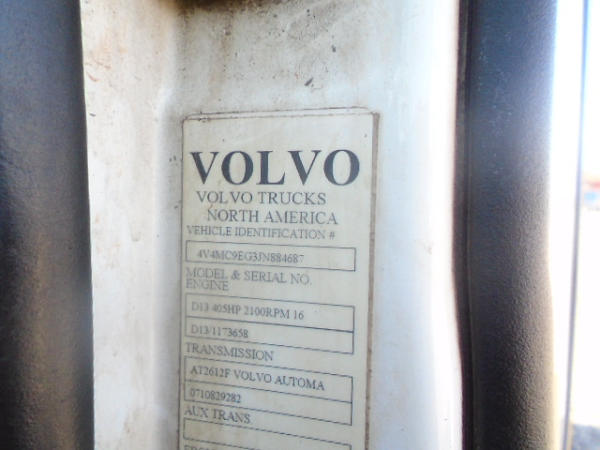 VOLVO
VOLVO TRUCKS
NORTH AMERICA
VEHICLE IDENTIFICATION #
4V4MC9EG3JN884687
MODEL & SERIAL NO.
ENGINE
D13 405HP 2100RPM 16
D13/1173658
TRANSMISSION
AT2612F VOLVO AUTOMA
0710829282
AUX TRANS